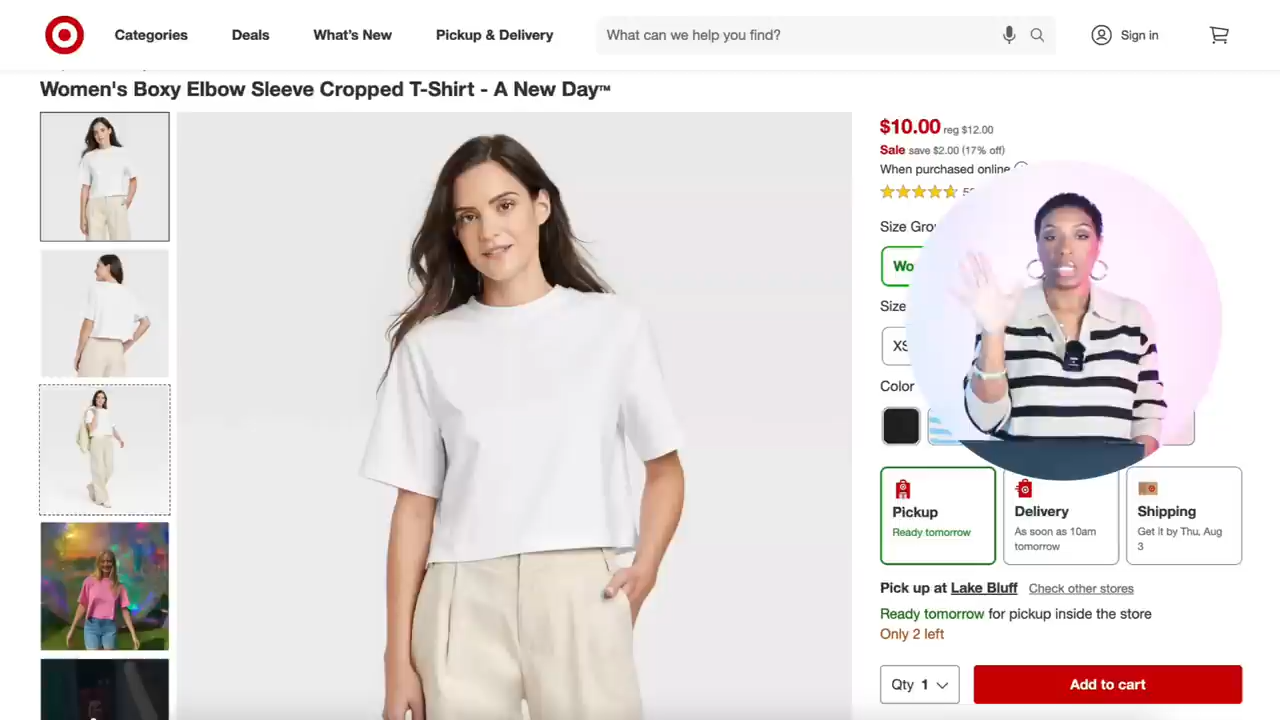 Categories
Deals
What's New
Pickup & Delivery
What can we help you find?
Sign in
Women's Boxy Elbow Sleeve Cropped T-Shirt - A New Day™
$10.00 reg $12.00
Sale save $2.00 (17% off)
When purchased online
Size
Color
Pickup
Ready tomorrow
Delivery
As soon as 10am
tomorrow
Shipping
Get it by Thu, Aug
3
Pick up at Lake Bluff Check other stores
Ready tomorrow for pickup inside the store
Only 2 left
Qty 1
Add to cart